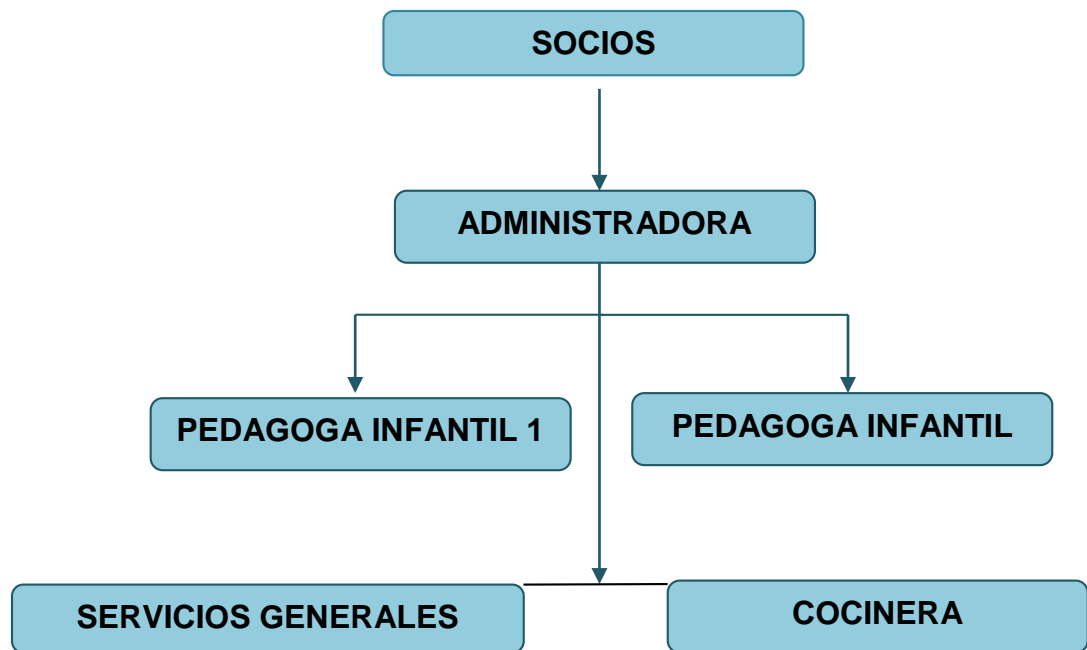 SOCIOS
ADMINISTRADORA
PEDAGOGA INFANTIL 1
PEDAGOGA INFANTIL
SERVICIOS GENERALES
COCINERA